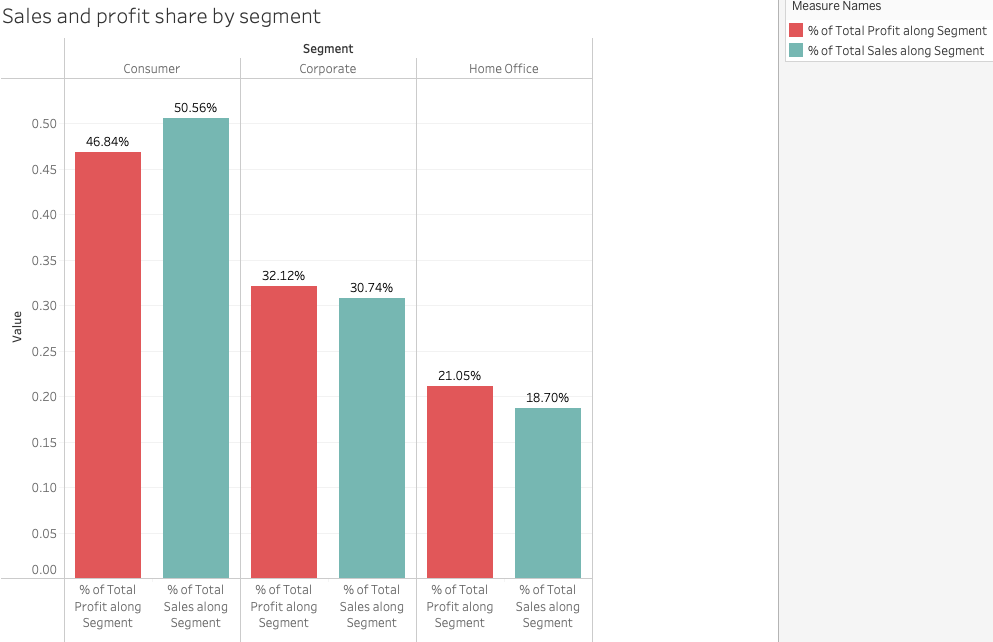 Sales and profit share by segment
Segment
Consumer Corporate Home Office
50.56%
46.84%
32.12%
30.74%
21.05%
18.70%
0.50
0.45
0.40
0.35
0.30
0.25
0.20
0.15
0.10
0.05
0.00
Value
% of Total % of Total % of Total % of Total % of Total % of Total
Profit along Sales along Profit along Sales along Profit along Sales along
Segment Segment Segment Segment Segment Segment
Measure Names
% of Total Profit along Segment
% of Total Sales along Segment